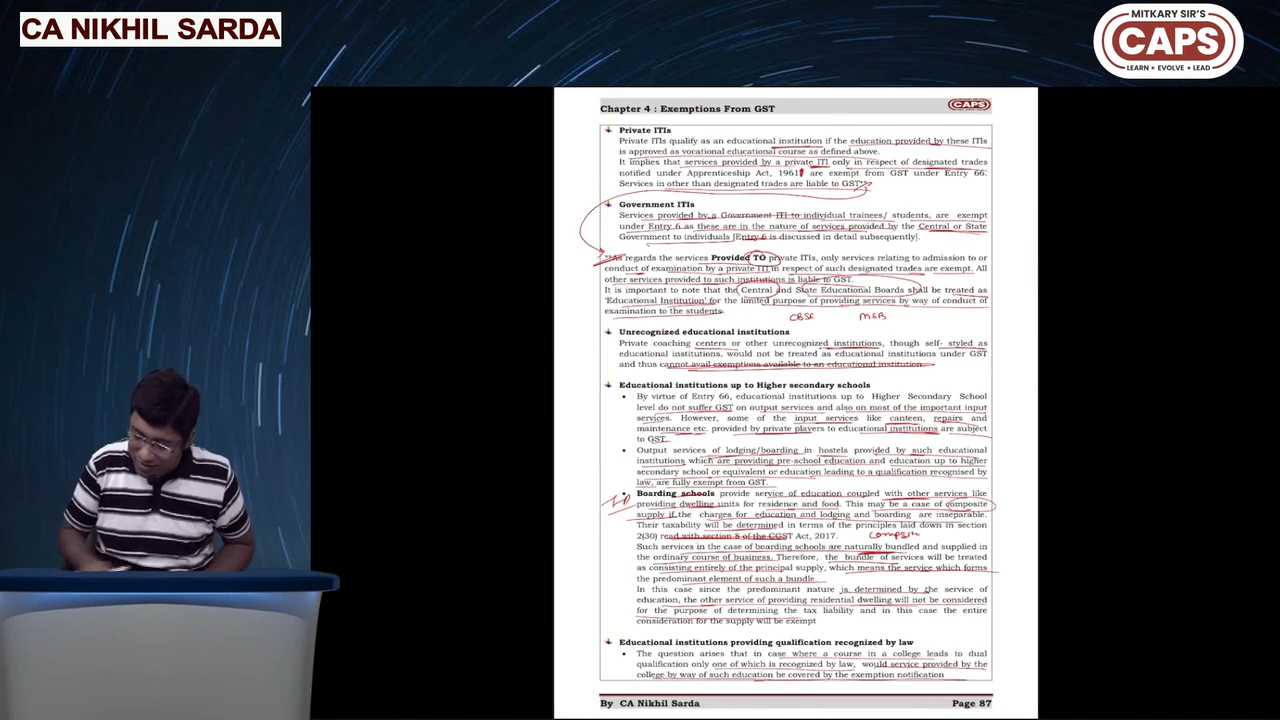 CA NIKHIL SARDA
MITKARY SIR'S
CAPS
LEARN • EVOLVE • LEAD
Chapter 4 : Exemptions From GST
CAPS
Private ITIs
Private ITIs qualify as an educational institution if the education provided by these ITIs
is approved as vocational educational course as defined above.
It implies that services provided by a private ITI only in respect of designated trades
notified under Apprenticeship Act, 1961 are exempt from GST under Entry 66.
Services in other than designated trades are liable to GST**
Government ITIs
Services provided by a Government ITI to individual trainees/ students, are exempt
under Entry 6 as these are in the nature of services provided by the Central or State
Government to individuals [Entry 6 is discussed in detail subsequently].
**As regards the services Provided TO private ITIs, only services relating to admission to or
conduct of examination by a private ITI in respect of such designated trades are exempt. All
other services provided to such institutions is liable to GST.
It is important to note that the Central and State Educational Boards shall be treated as
'Educational Institution' for the limited purpose of providing services by way of conduct of
examination to the students.
CBSE MSB
Unrecognized educational institutions
Private coaching centers or other unrecognized institutions, though self- styled as
educational institutions, would not be treated as educational institutions under GST
and thus cannot avail exemptions available to an educational institution.
Educational institutions up to Higher secondary schools
• By virtue of Entry 66, educational institutions up to Higher Secondary School
level do not suffer GST on output services and also on most of the important input
services. However, some of the input services like canteen, repairs and
maintenance etc. provided by private players to educational institutions are subject
to GST.
• Output services of lodging/boarding in hostels provided by such educational
institutions which are providing pre-school education and education up to higher
secondary school or equivalent or education leading to a qualification recognised by
law, are fully exempt from GST.
• Boarding schools provide service of education coupled with other services like
providing dwelling units for residence and food. This may be a case of composite
supply if the charges for education and lodging and boarding are inseparable.
Their taxability will be determined in terms of the principles laid down in section
2(30) read with section 8 of the CGST Act, 2017.
Such services in the case of boarding schools are naturally bundled and supplied in
the ordinary course of business. Therefore, the bundle of services will be treated
as consisting entirely of the principal supply, which means the service which forms
the predominant element of such a bundle.
In this case since the predominant nature is determined by the service of
education, the other service of providing residential dwelling will not be considered
for the purpose of determining the tax liability and in this case the entire
consideration for the supply will be exempt
Educational institutions providing qualification recognized by law
• The question arises that in case where a course in a college leads to dual
qualification only one of which is recognized by law, would service provided by the
college by way of such education be covered by the exemption notification
By CA Nikhil Sarda Page 87